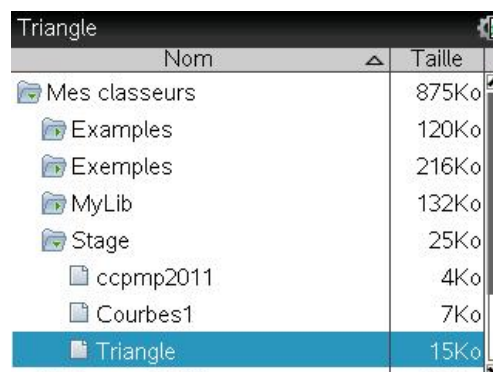 Triangle
Nom Taille
Mes classeurs 875Ko
Examples 120Ko
Exemples 216Ko
MyLib 132Ko
Stage 25Ko
ccpmp2011 4Ko
Courbes1 7Ko
Triangle 15Ko